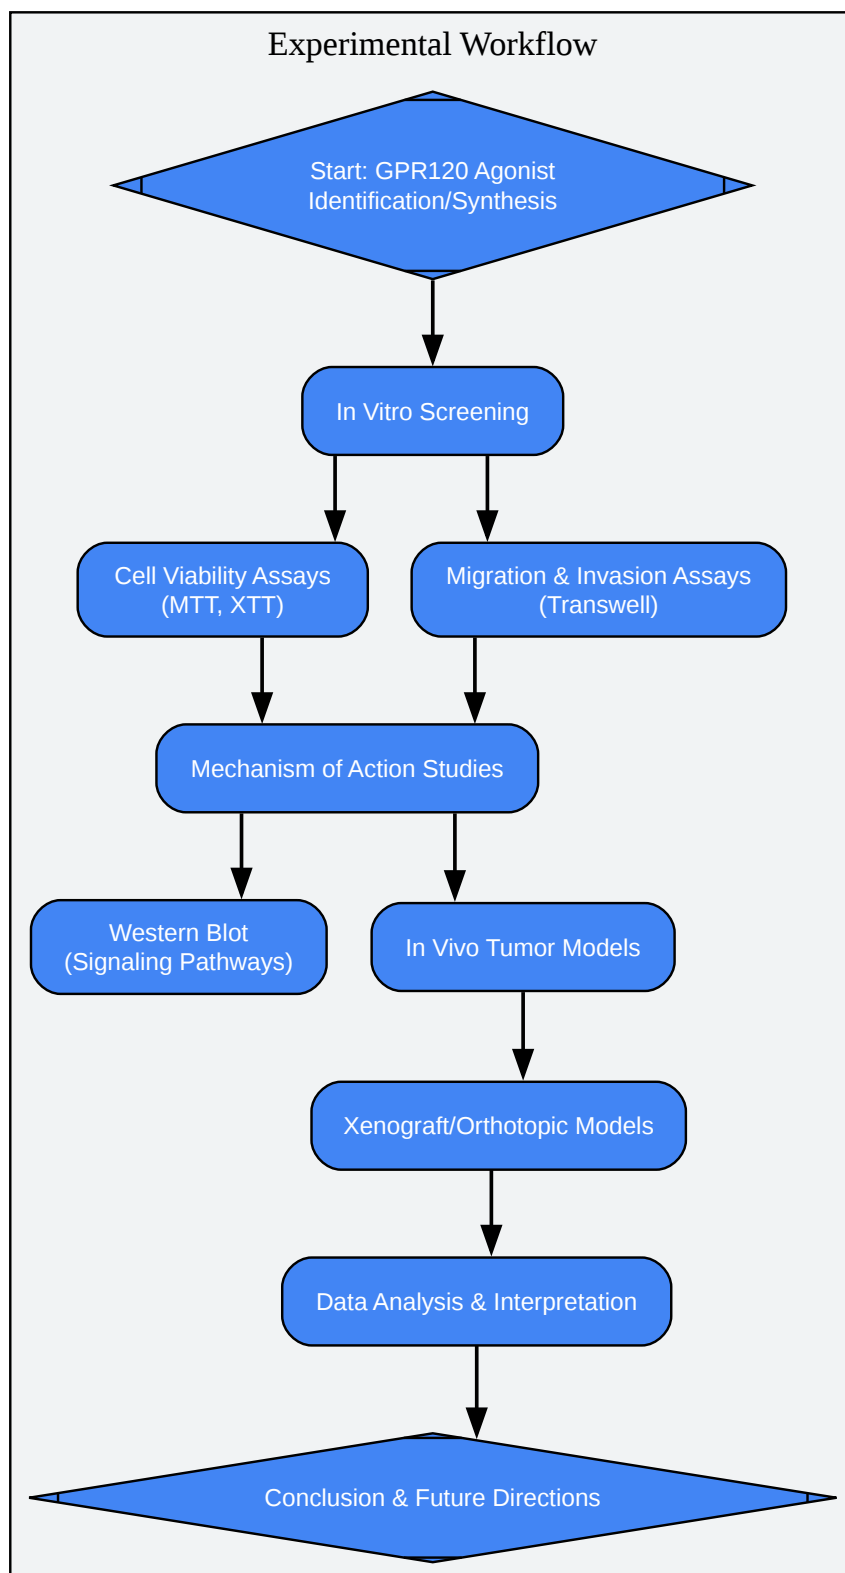 Experimental Workflow
Start: GPR120 Agonist
Identification/Synthesis
In Vitro Screening
Cell Viability Assays
(MTT, XTT)
Migration & Invasion Assays
(Transwell)
Mechanism of Action Studies
Western Blot
(Signaling Pathways)
In Vivo Tumor Models
Xenograft/Orthotopic Models
Data Analysis & Interpretation
Conclusion & Future Directions